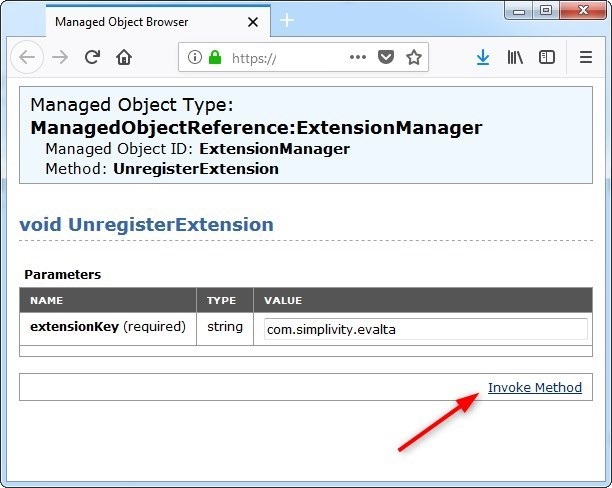 Managed Object Browser
https://
Managed Object Type:
ManagedObjectReference:ExtensionManager
Managed Object ID: ExtensionManager
Method: UnregisterExtension
void UnregisterExtension
Parameters
NAME TYPE VALUE
extensionKey (required) string com.simplivity.evalta
Invoke Method